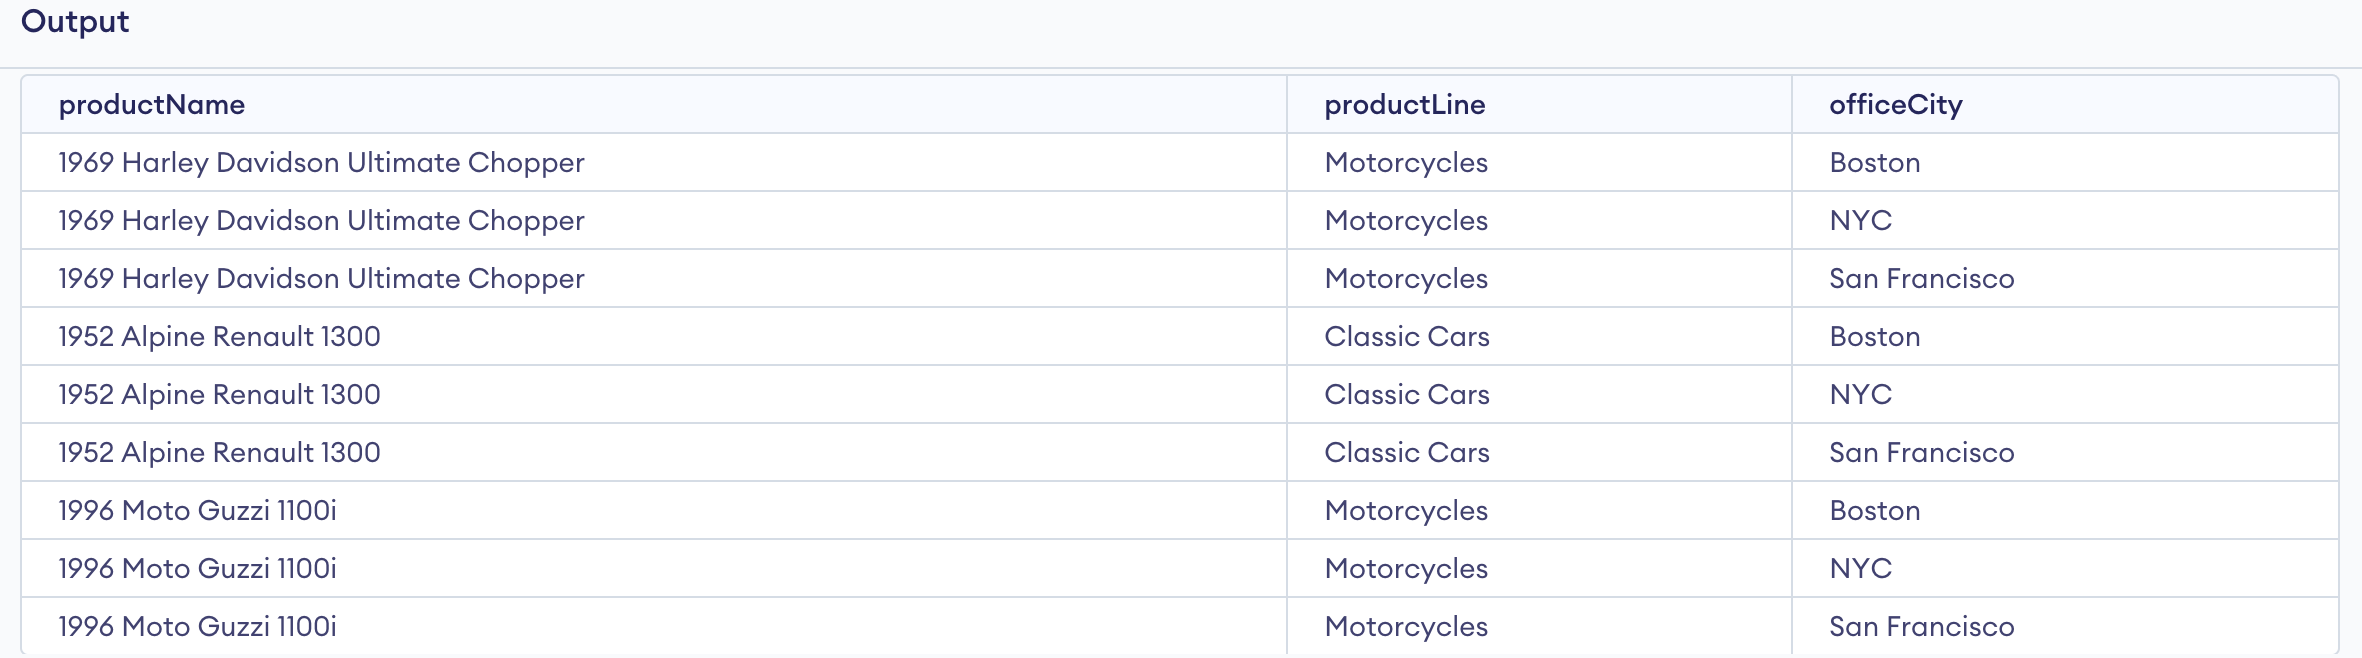 Output
productName productLine officeCity
1969 Harley Davidson Ultimate Chopper Motorcycles Boston
1969 Harley Davidson Ultimate Chopper Motorcycles NYC
1969 Harley Davidson Ultimate Chopper Motorcycles San Francisco
1952 Alpine Renault 1300 Classic Cars Boston
1952 Alpine Renault 1300 Classic Cars NYC
1952 Alpine Renault 1300 Classic Cars San Francisco
1996 Moto Guzzi 1100i Motorcycles Boston
1996 Moto Guzzi 1100i Motorcycles NYC
1996 Moto Guzzi 1100i Motorcycles San Francisco